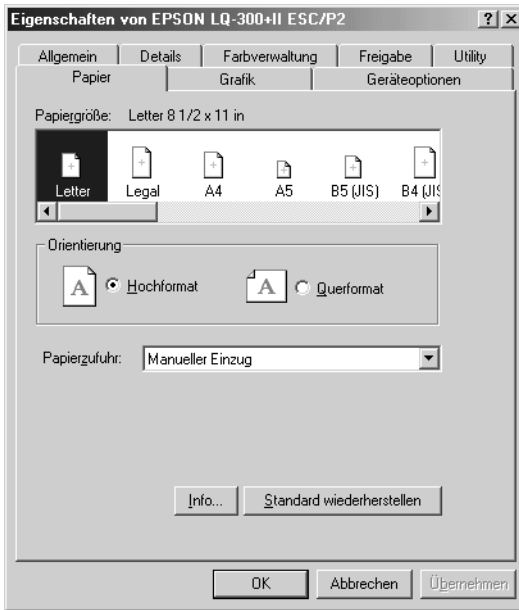 Eigenschaften von EPSON LQ-300+II ESC/P2
Allgemein Details Farbverwaltung Freigabe Utility
Papier Grafik Geräteoptionen
Papiergröße: Letter 8 1/2 x 11 in
Letter Legal A4 A5 B5 (JIS) B4 (JIS
Orientierung
A Hochformat A Querformat
Papierzufuhr: Manueller Einzug
Info... Standard wiederherstellen
OK Abbrechen Übernehmen